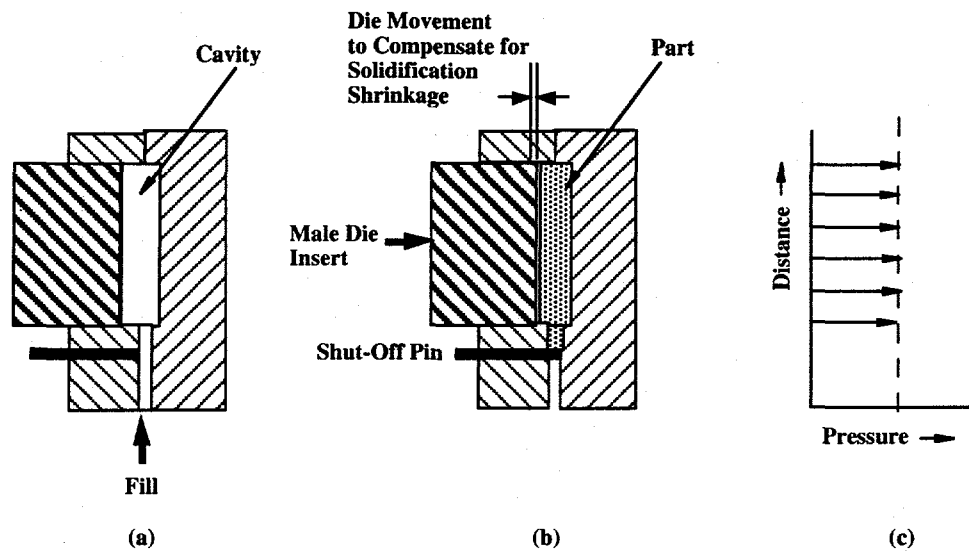 Die Movement
to Compensate for
Solidification
Shrinkage
Cavity
Part
Male Die
Insert
Shut-Off Pin
Fill
Distance
Pressure
(a)
(b)
(c)